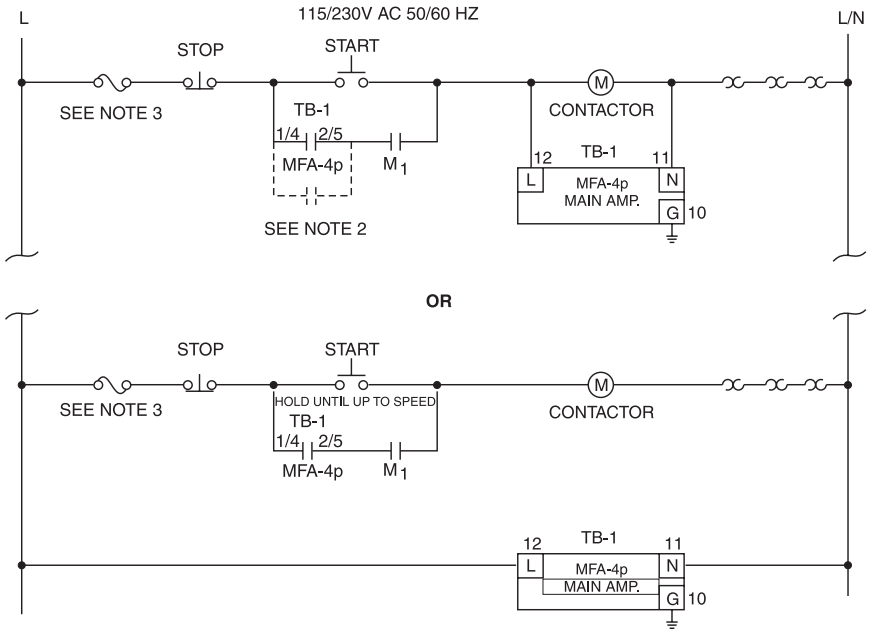 115/230V AC 50/60 HZ
L
L/N
STOP
START
SEE NOTE 3
TB-1
1/4 2/5
MFA-4p
M1
SEE NOTE 2
M
CONTACTOR
12 TB-1 11
L
MFA-4p
MAIN AMP.
N
G 10
OR
STOP
START
SEE NOTE 3
HOLD UNTIL UP TO SPEED
TB-1
1/4 2/5
MFA-4p
M1
M
CONTACTOR
12 TB-1 11
L
MFA-4p
MAIN AMP.
N
G 10